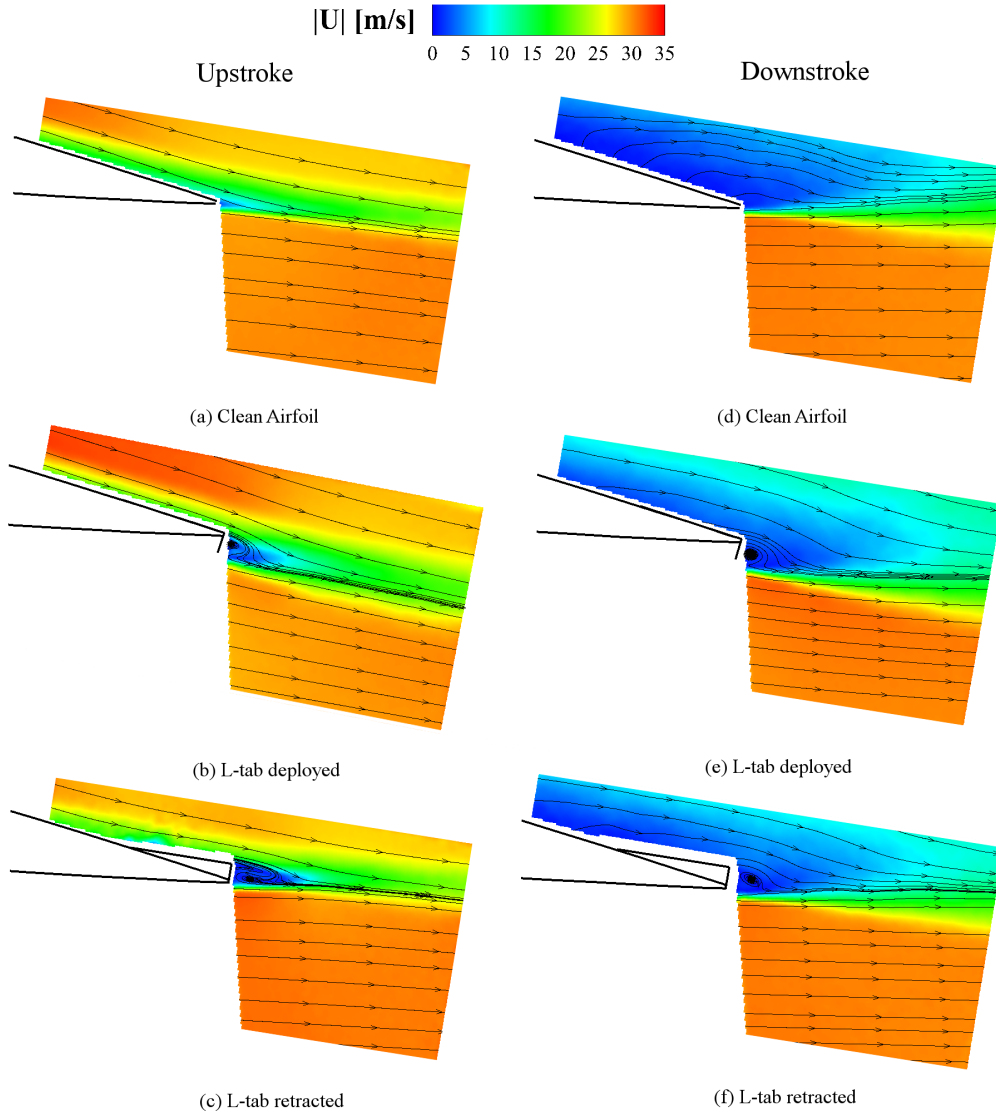 |U| [m/s]
0 5 10 15 20 25 30 35
Upstroke
Downstroke
(a) Clean Airfoil
(d) Clean Airfoil
(b) L-tab deployed
(e) L-tab deployed
(c) L-tab retracted
(f) L-tab retracted